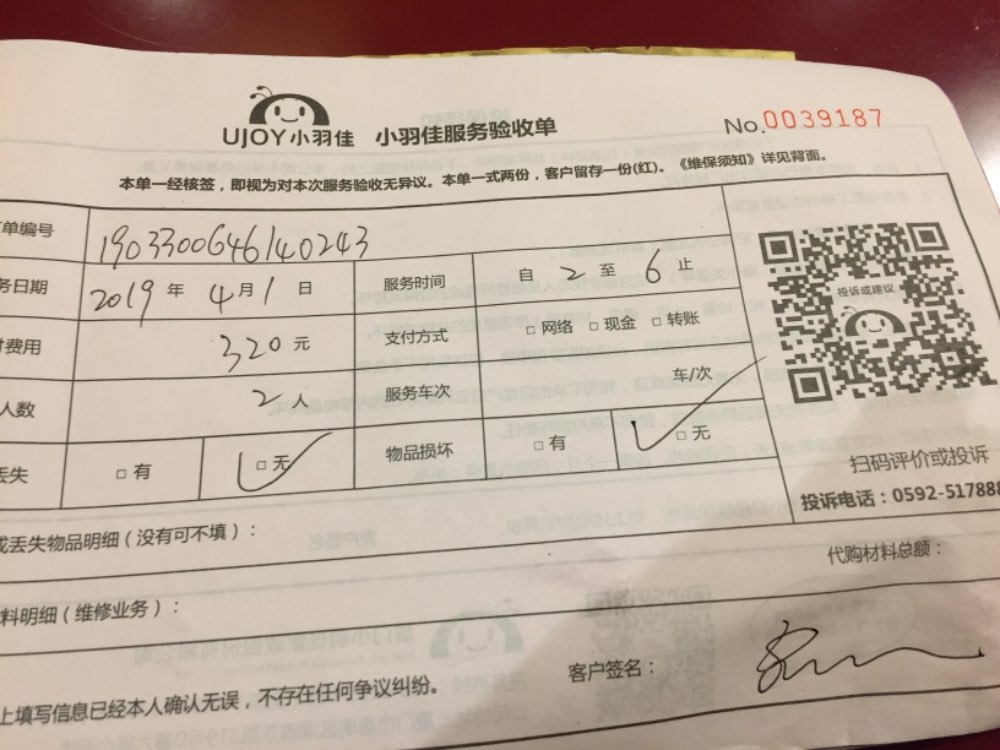 UJOY小羽佳 小羽佳服务验收单 No.0039187
本单一经核签，即视为对本次服务验收无异议。本单一式两份，客户留存一份(红)。《维保须知》详见背面。
单编号 1903300646140243
务日期 2019 年 4 月 1 日 服务时间 自 2 至 6 止
费用 320 元 支付方式 □ 网络 □ 现金 □ 转账
人数 2 人 服务车次 车/次
丢失 □ 有 □ 无 物品损坏 □ 有 □ 无
投诉或建议
扫码评价或投诉
投诉电话：0592-517888
或丢失物品明细（没有可不填）：
代购材料总额：
料明细（维修业务）：
客户签名：
上填写信息已经本人确认无误，不存在任何争议纠纷。